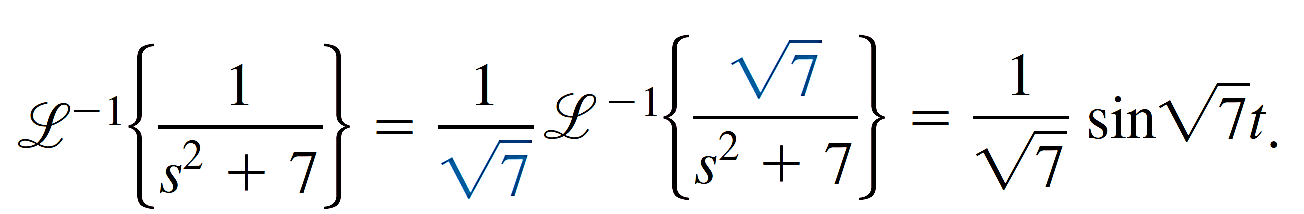 ℒ⁻¹{1/(s² + 7)} = 1/√7 ℒ⁻¹{√7/(s² + 7)} = 1/√7 sin√7t.